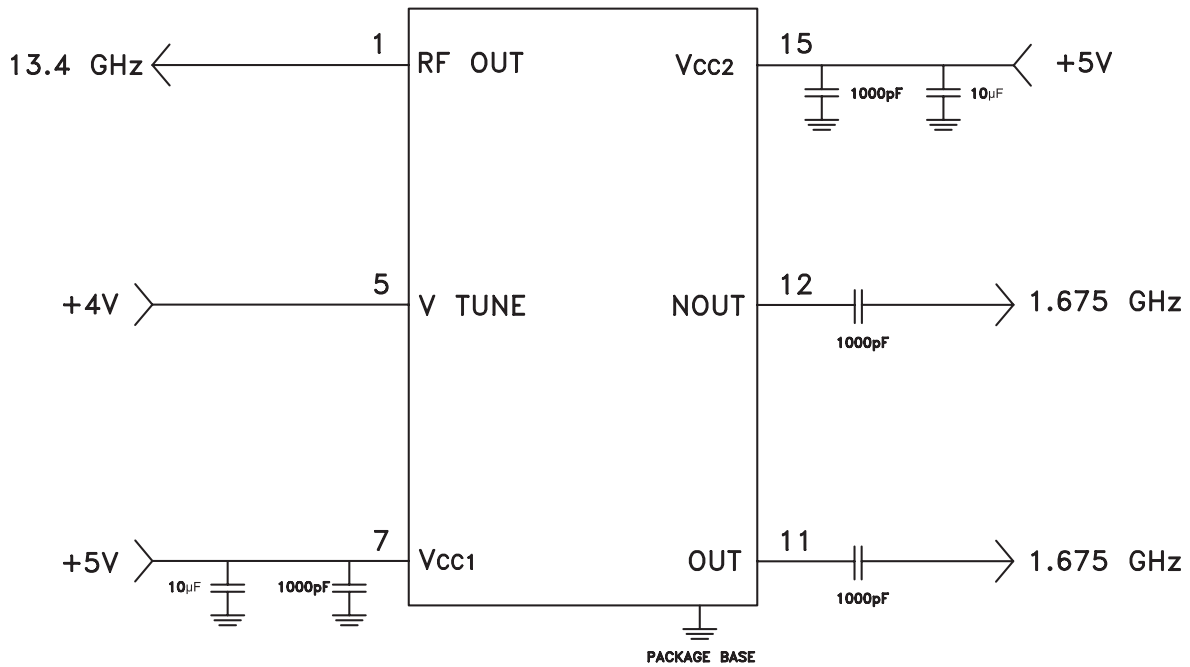 1
15
13.4 GHz
RF OUT
VCC2
+5V
1000pF
10µF
5
12
+4V
V TUNE
NOUT
1.675 GHz
1000pF
7
11
+5V
VCC1
OUT
1.675 GHz
10µF
1000pF
1000pF
PACKAGE BASE